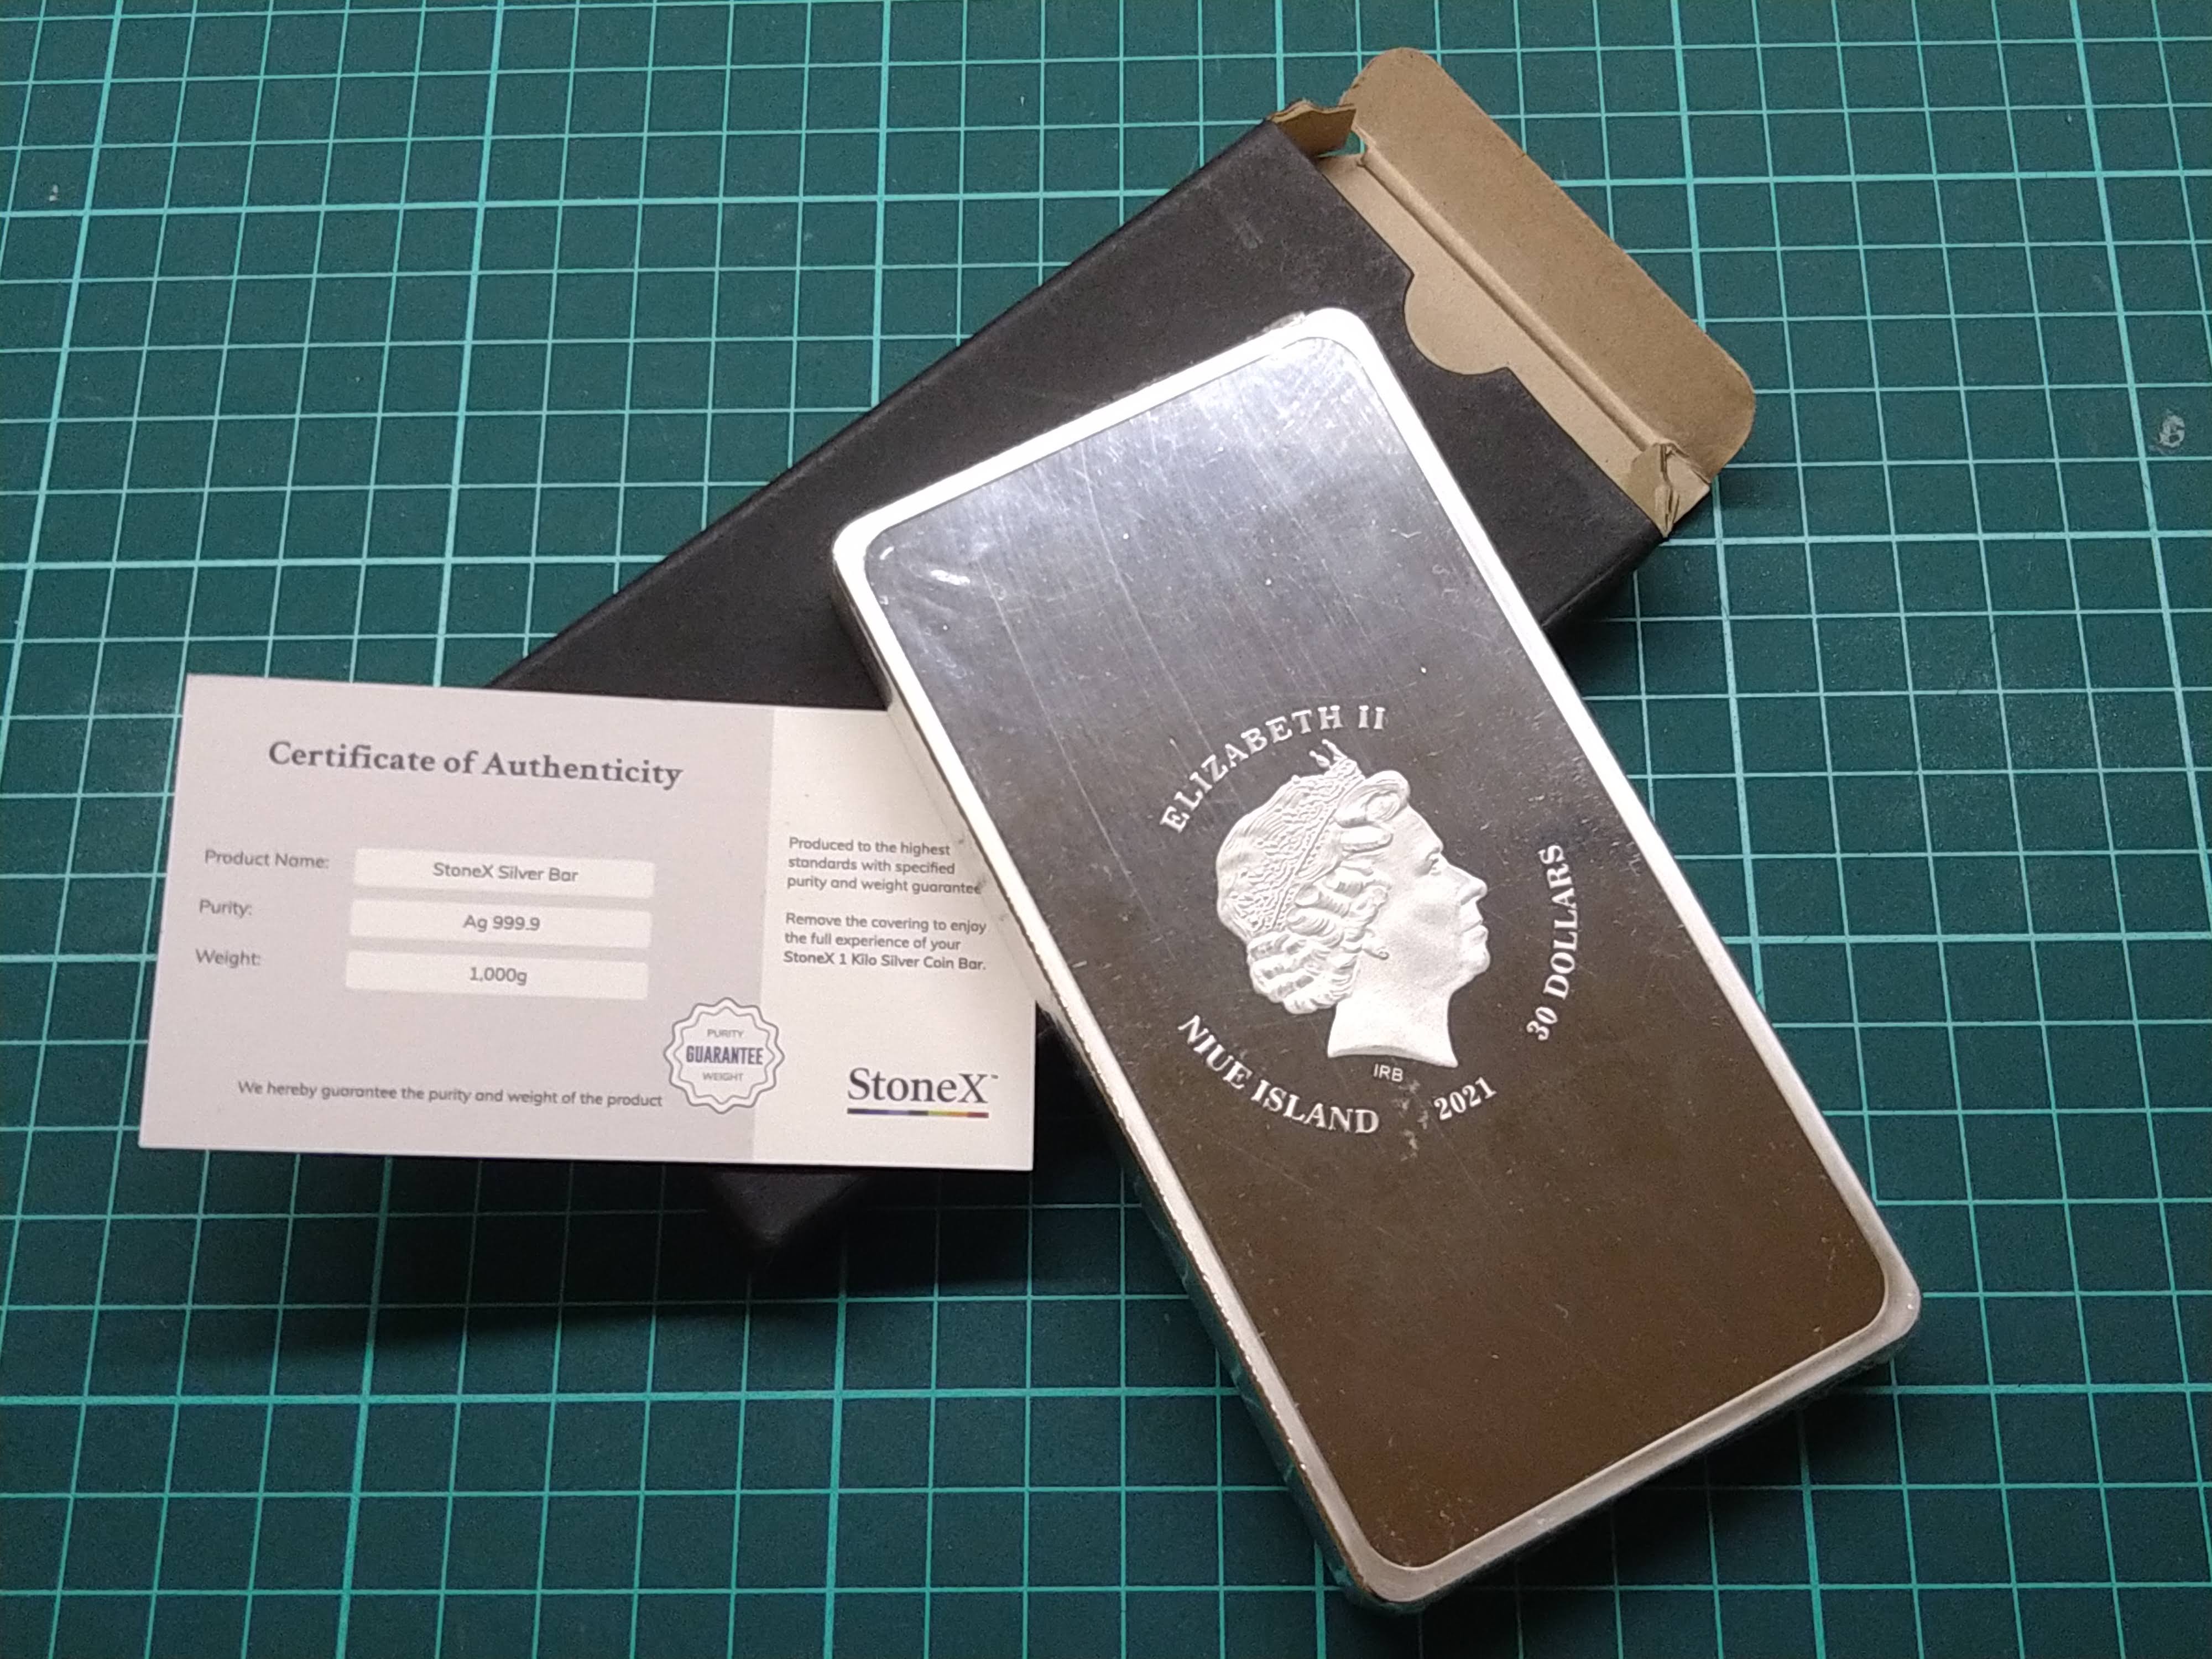 Certificate of Authenticity
Product Name:
StoneX Silver Bar
Purity:
Ag 999.9
Weight:
1,000g
We hereby guarantee the purity and weight of the product
PURITY
GUARANTEE
WEIGHT
Produced to the highest
standards with specified
purity and weight guarantee
Remove the covering to enjoy
the full experience of your
StoneX 1 Kilo Silver Coin Bar.
StoneX™
ELIZABETH II
30 DOLLARS
IRB
NIUE ISLAND
2021